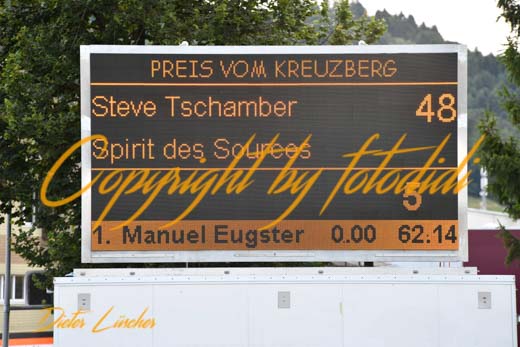 PREIS VOM KREUZBERG
Steve Tschamber 48
Spirit des Sources
Copyright by fotodidi
5
1. Manuel Eugster 0.00 62:14
Dieter Lüscher